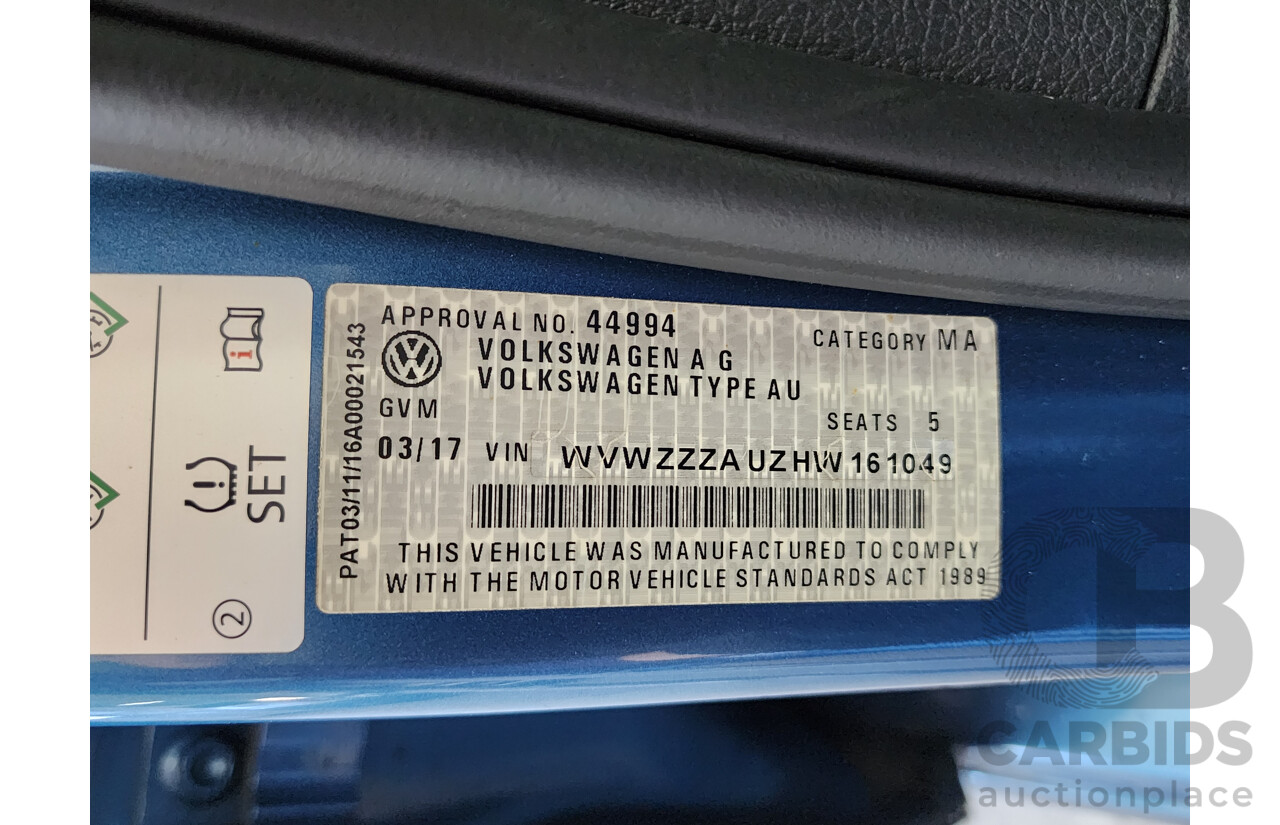 APPROVAL NO. 44994
CATEGORY MA
VOLKSWAGEN A G
VOLKSWAGEN TYPE AU
GVM
SEATS 5
03/17 VIN WVWZZZAUZHW161049
THIS VEHICLE WAS MANUFACTURED TO COMPLY
WITH THE MOTOR VEHICLE STANDARDS ACT 1989
PAT03/11/16A00021543
i
SET
2
CB
CARBIDS
auctionplace